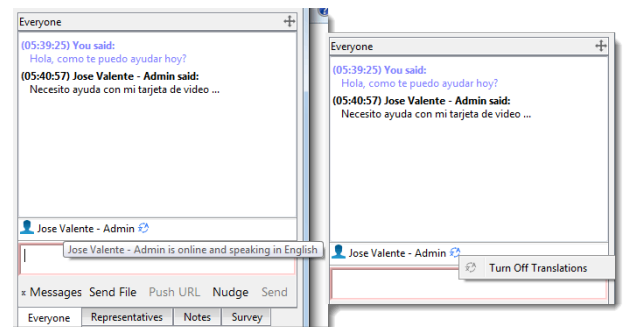 Everyone
(05:39:25) You said:
Hola, como te puedo ayudar hoy?
(05:40:57) Jose Valente - Admin said:
Necesito ayuda con mi tarjeta de video ...
Jose Valente - Admin
Jose Valente - Admin is online and speaking in English
Messages Send File Push URL Nudge Send
Everyone Representatives Notes Survey
Everyone
(05:39:25) You said:
Hola, como te puedo ayudar hoy?
(05:40:57) Jose Valente - Admin said:
Necesito ayuda con mi tarjeta de video ...
Jose Valente - Admin
Turn Off Translations